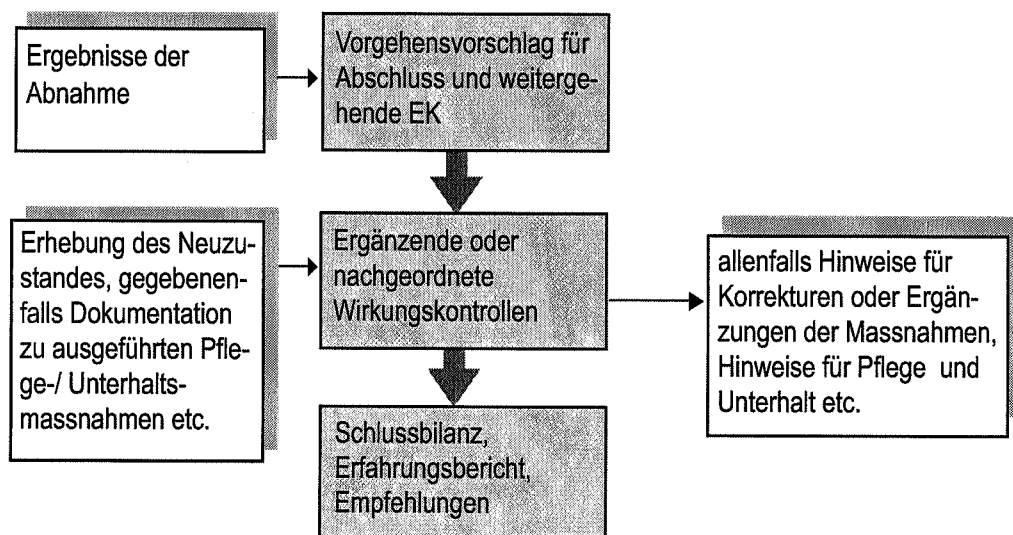 Ergebnisse der
Abnahme
Vorgehensvorschlag für
Abschluss und weiterge-
hende EK
Erhebung des Neuzu-
standes, gegebenen-
falls Dokumentation
zu ausgeführten Pfle-
ge-/ Unterhalts-
massnahmen etc.
Ergänzende oder
nachgeordnete
Wirkungskontrollen
allenfalls Hinweise für
Korrekturen oder Ergän-
zungen der Massnahmen,
Hinweise für Pflege und
Unterhalt etc.
Schlussbilanz,
Erfahrungsbericht,
Empfehlungen